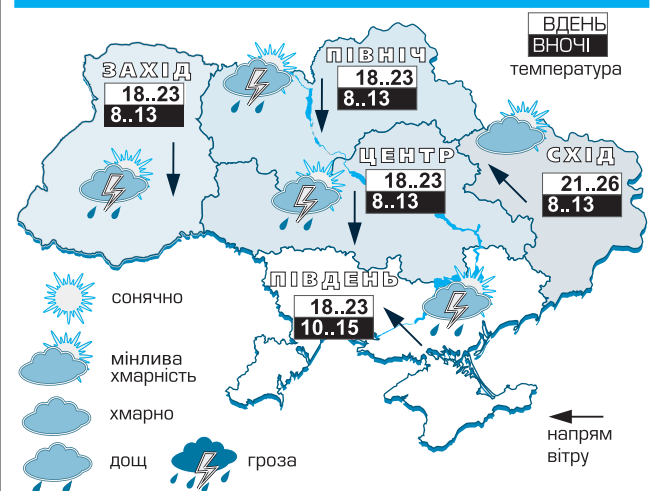 ВДЕНЬ
ВНОЧІ
температура
ПІВНІЧ
18..23
8..13
ЗАХІД
18..23
8..13
ЦЕНТР
18..23
8..13
СХІД
21..26
8..13
ПІВДЕНЬ
18..23
10..15
сонячно
мінлива
хмарність
хмарно
дощ
гроза
напрям
вітру